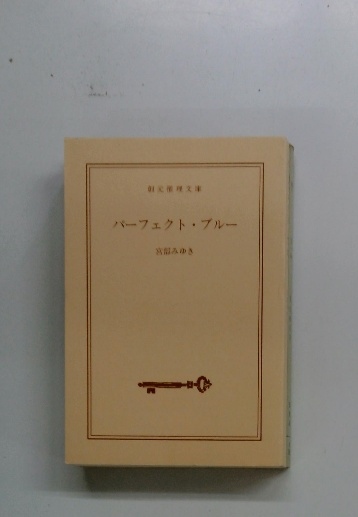 創元推理文庫
パーフェクト・ブルー
宮部みゆき